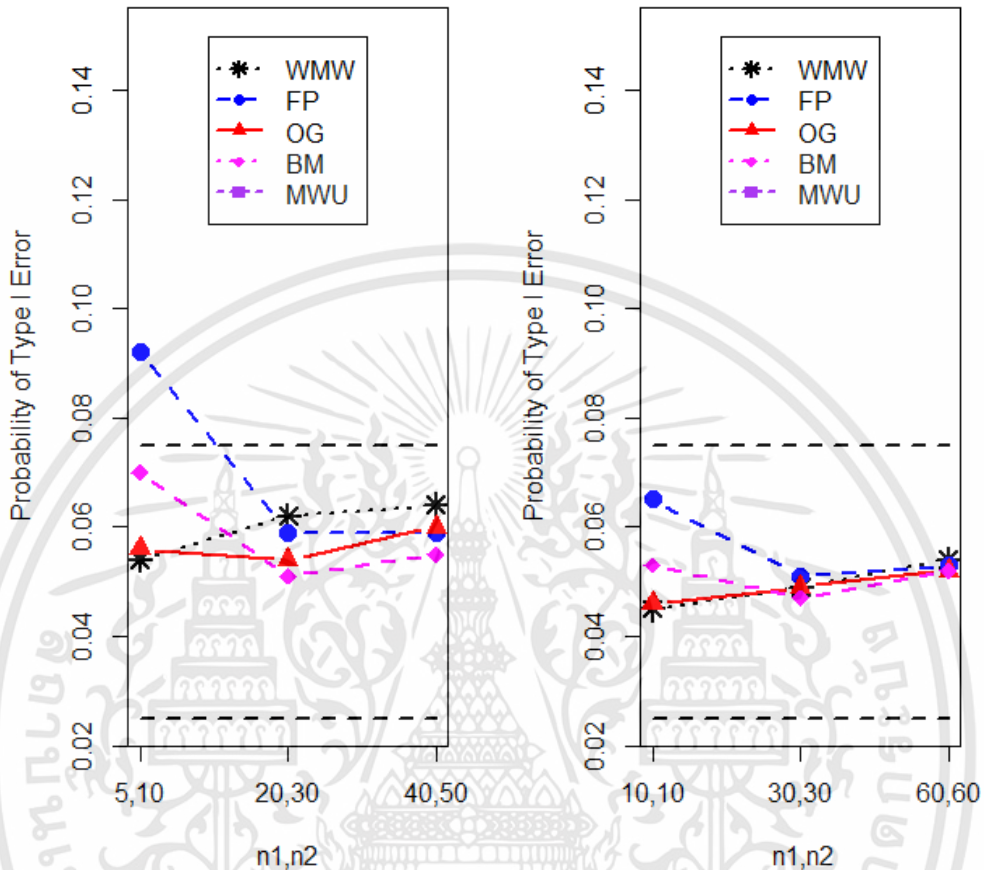 WMW
FP
OG
BM
MWU
Probability of Type I Error
0.14
0.12
0.10
0.08
0.06
0.04
0.02
5,10 20,30 40,50
n1,n2
WMW
FP
OG
BM
MWU
Probability of Type I Error
0.14
0.12
0.10
0.08
0.06
0.04
0.02
10,10 30,30 60,60
n1,n2